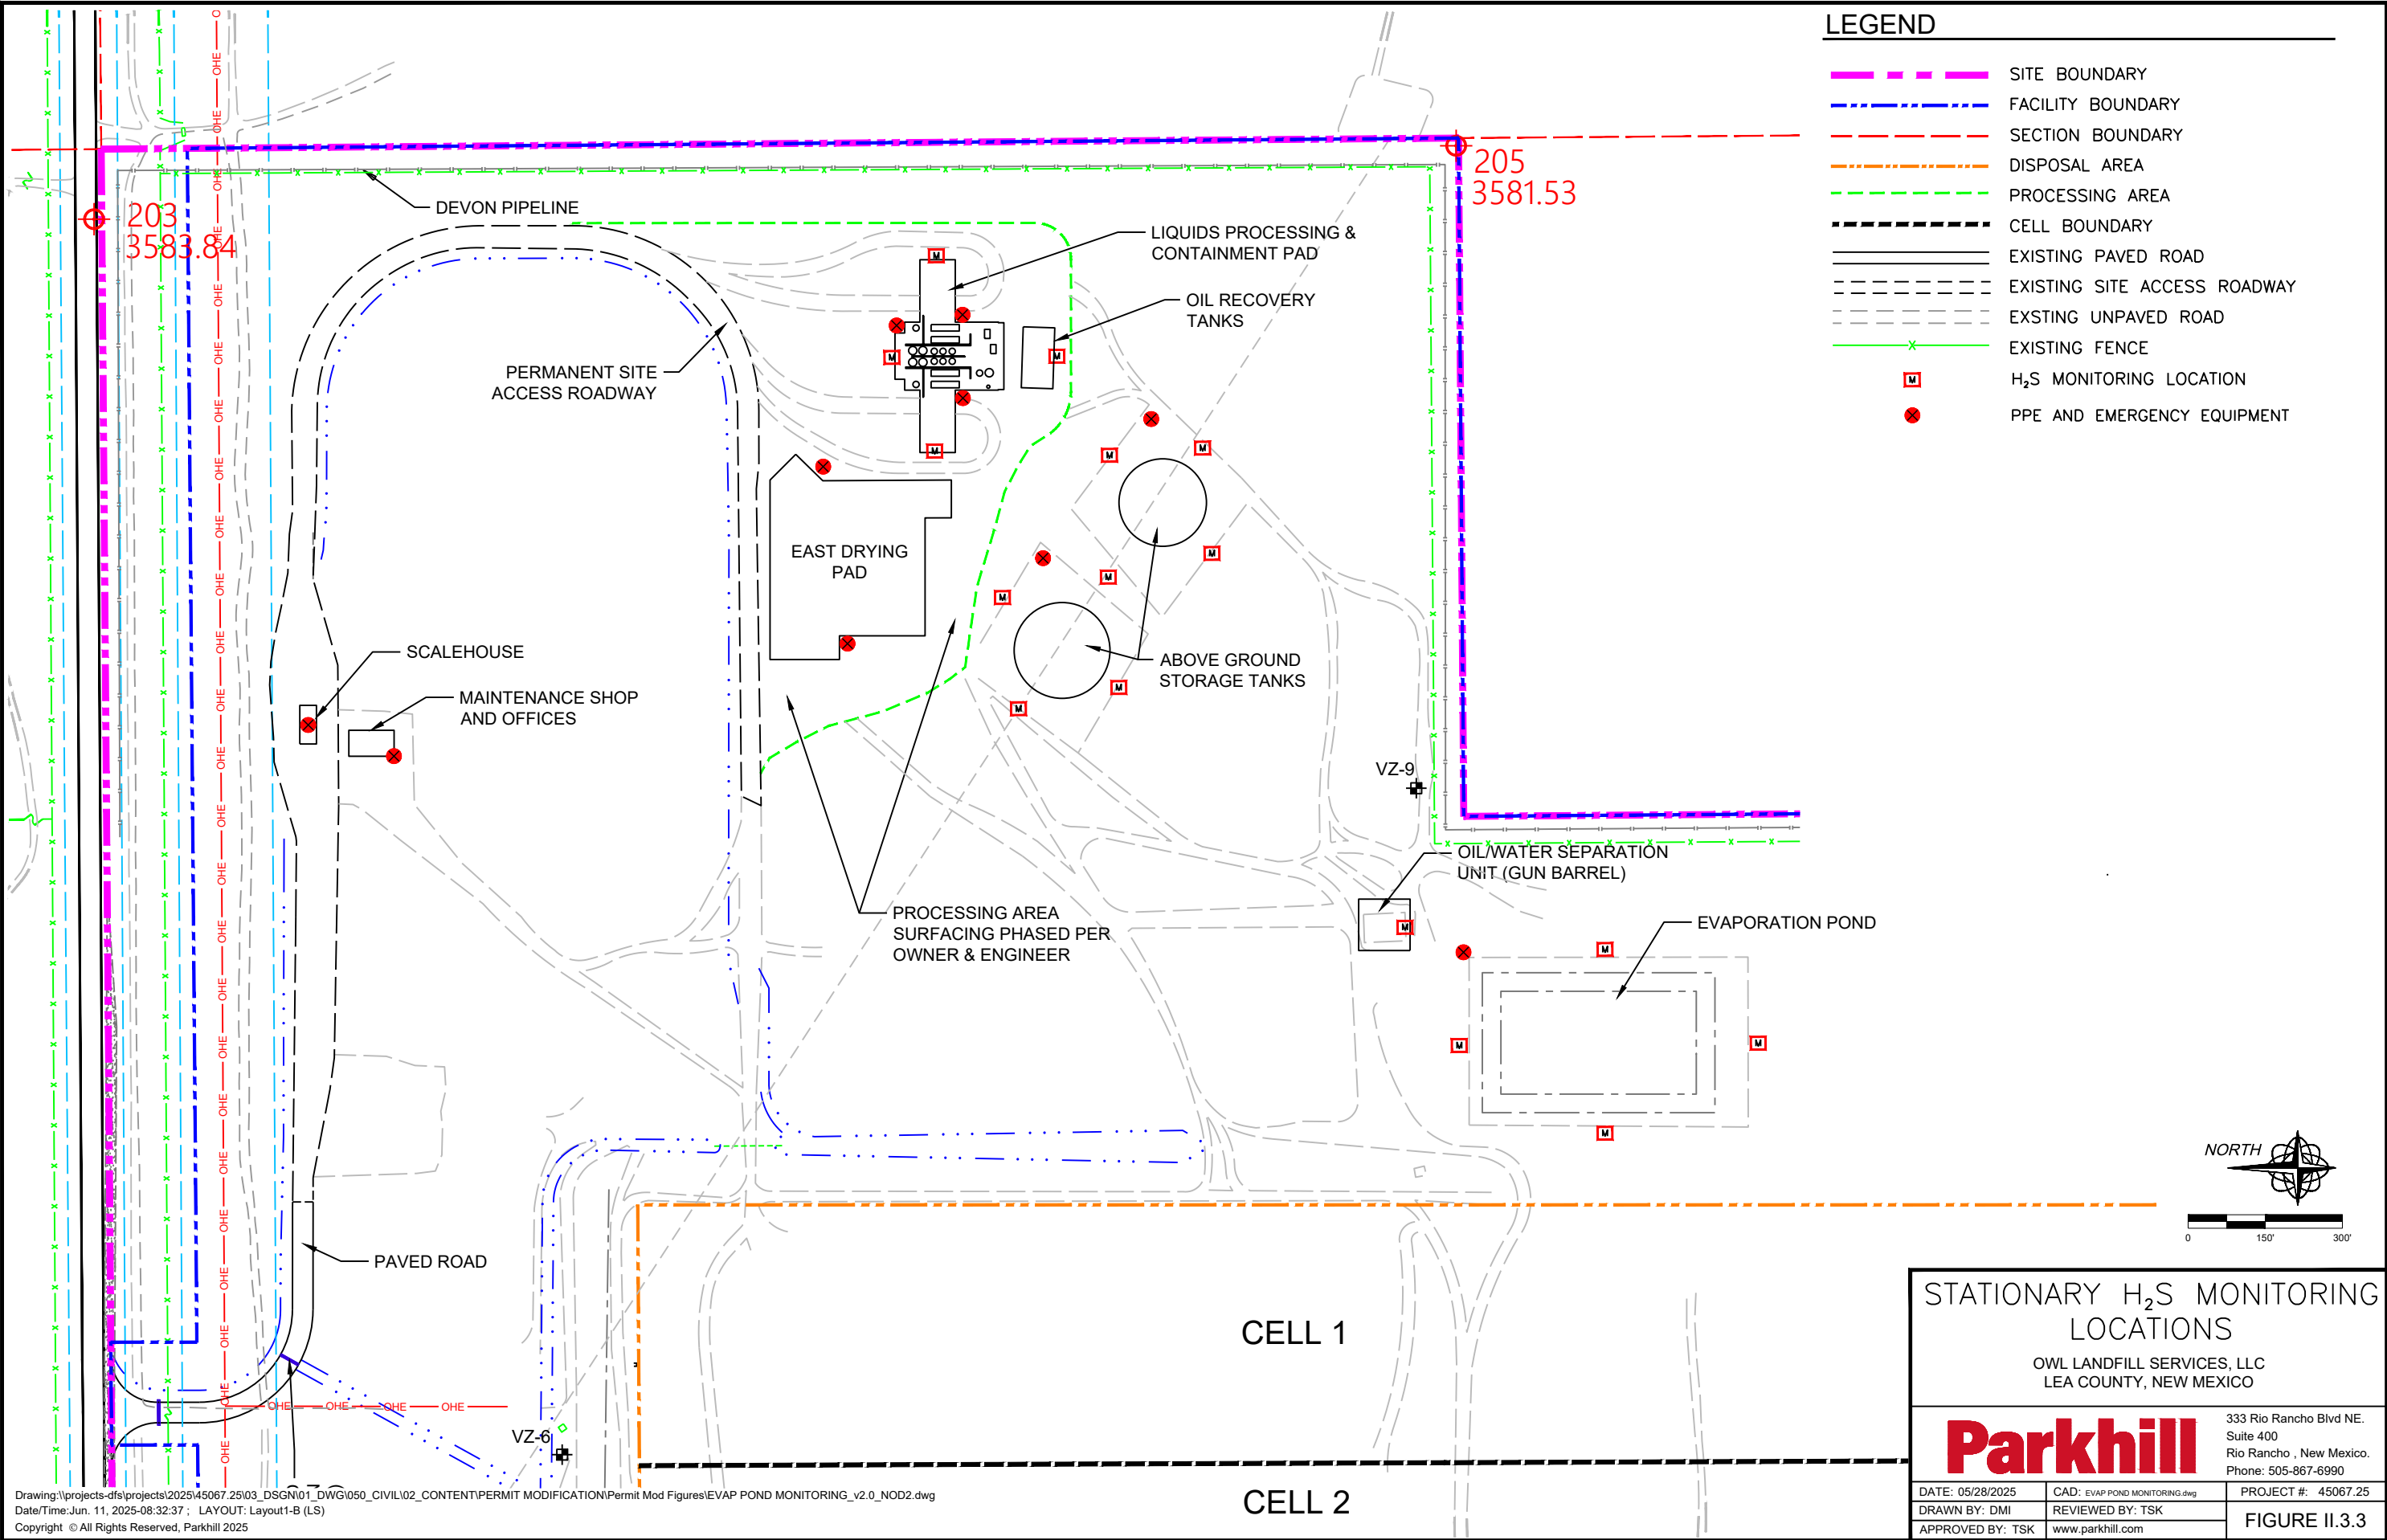 LEGEND
SITE BOUNDARY
FACILITY BOUNDARY
SECTION BOUNDARY
DISPOSAL AREA
PROCESSING AREA
CELL BOUNDARY
EXISTING PAVED ROAD
EXISTING SITE ACCESS ROADWAY
EXSTING UNPAVED ROAD
EXISTING FENCE
M
H₂S MONITORING LOCATION
PPE AND EMERGENCY EQUIPMENT
205
3581.53
203
3583.84
DEVON PIPELINE
LIQUIDS PROCESSING &
CONTAINMENT PAD
OIL RECOVERY
TANKS
PERMANENT SITE
ACCESS ROADWAY
EAST DRYING
PAD
SCALEHOUSE
MAINTENANCE SHOP
AND OFFICES
ABOVE GROUND
STORAGE TANKS
VZ-9
OIL/WATER SEPARATION
UNIT (GUN BARREL)
PROCESSING AREA
SURFACING PHASED PER
OWNER & ENGINEER
EVAPORATION POND
NORTH
0 150' 300'
PAVED ROAD
OHE OHE OHE OHE
VZ-6
CELL 1
CELL 2
STATIONARY H₂S MONITORING
LOCATIONS
OWL LANDFILL SERVICES, LLC
LEA COUNTY, NEW MEXICO
Parkhill
333 Rio Rancho Blvd NE.
Suite 400
Rio Rancho , New Mexico.
Phone: 505-867-6990
DATE: 05/28/2025
CAD: EVAP POND MONITORING.dwg
PROJECT #: 45067.25
DRAWN BY: DMI
REVIEWED BY: TSK
APPROVED BY: TSK
www.parkhill.com
FIGURE II.3.3
Drawing:\\projects-dfs\projects\2025\45067.25\03_DSGN\01_DWG\050_CIVIL\02_CONTENT\PERMIT MODIFICATION\Permit Mod Figures\EVAP POND MONITORING_v2.0_NOD2.dwg
Date/Time:Jun. 11, 2025-08:32:37 ; LAYOUT: Layout1-B (LS)
Copyright © All Rights Reserved, Parkhill 2025